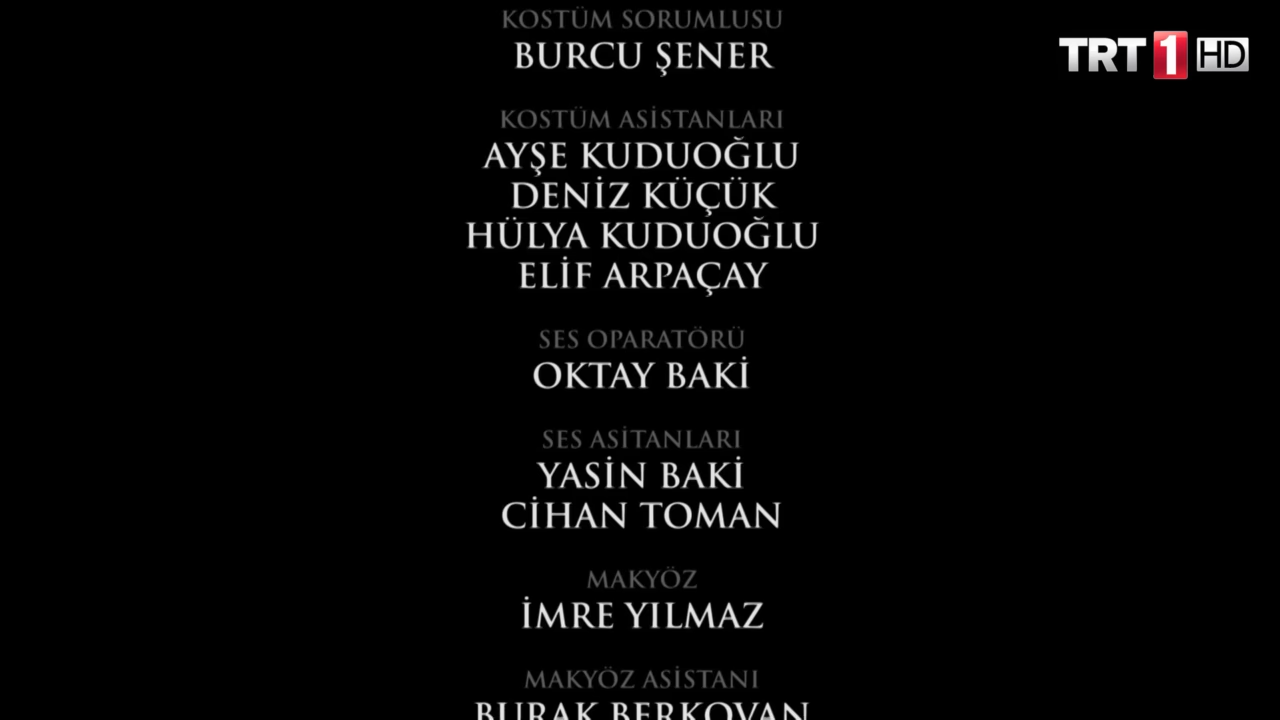 KOSTÜM SORUMLUSU
BURCU ŞENER
TRT 1 HD
KOSTÜM ASİSTANLARI
AYŞE KUDUOĞLU
DENİZ KÜÇÜK
HÜLYA KUDUOĞLU
ELİF ARPAÇAY
SES OPARATÖRÜ
OKTAY BAKİ
SES ASİTANLARI
YASİN BAKİ
CİHAN TOMAN
MAKYÖZ
İMRE YILMAZ
MAKYÖZ ASİSTANI
BURAK BERKOVAN